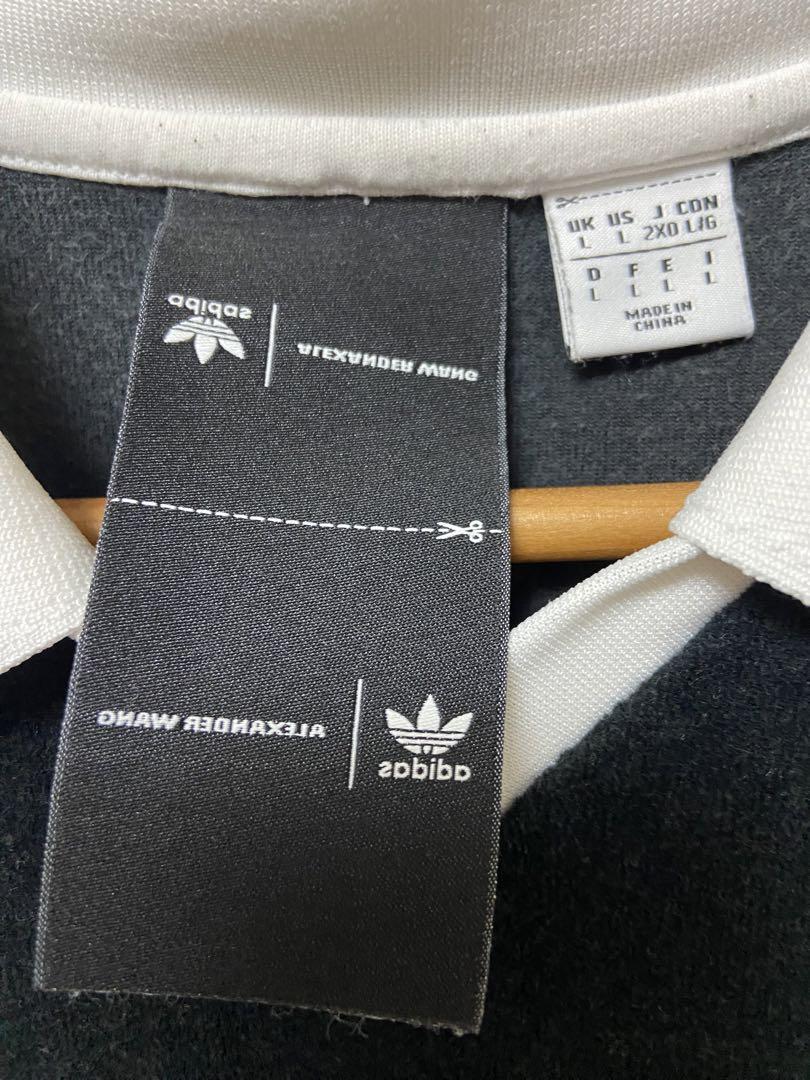 adidas
ALEXANDER WANG
ALEXANDER WANG
adidas
UK US J CDN
L L 2XO L/G
D F E I
L L L L
MADE IN
CHINA